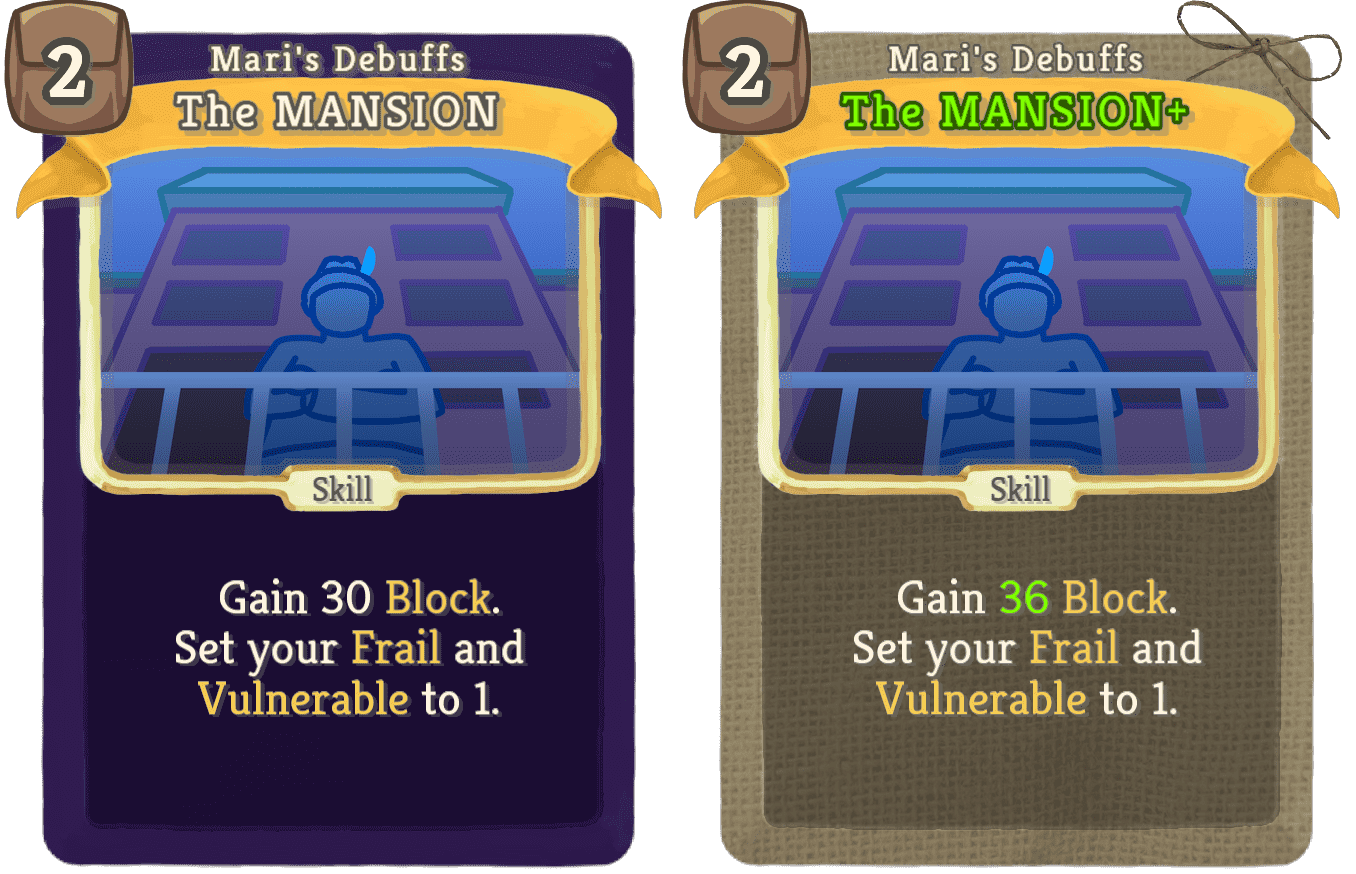 2
Mari's Debuffs
The MANSION
Skill
Gain 30 Block.
Set your Frail and
Vulnerable to 1.
2
Mari's Debuffs
The MANSION+
Skill
Gain 36 Block.
Set your Frail and
Vulnerable to 1.